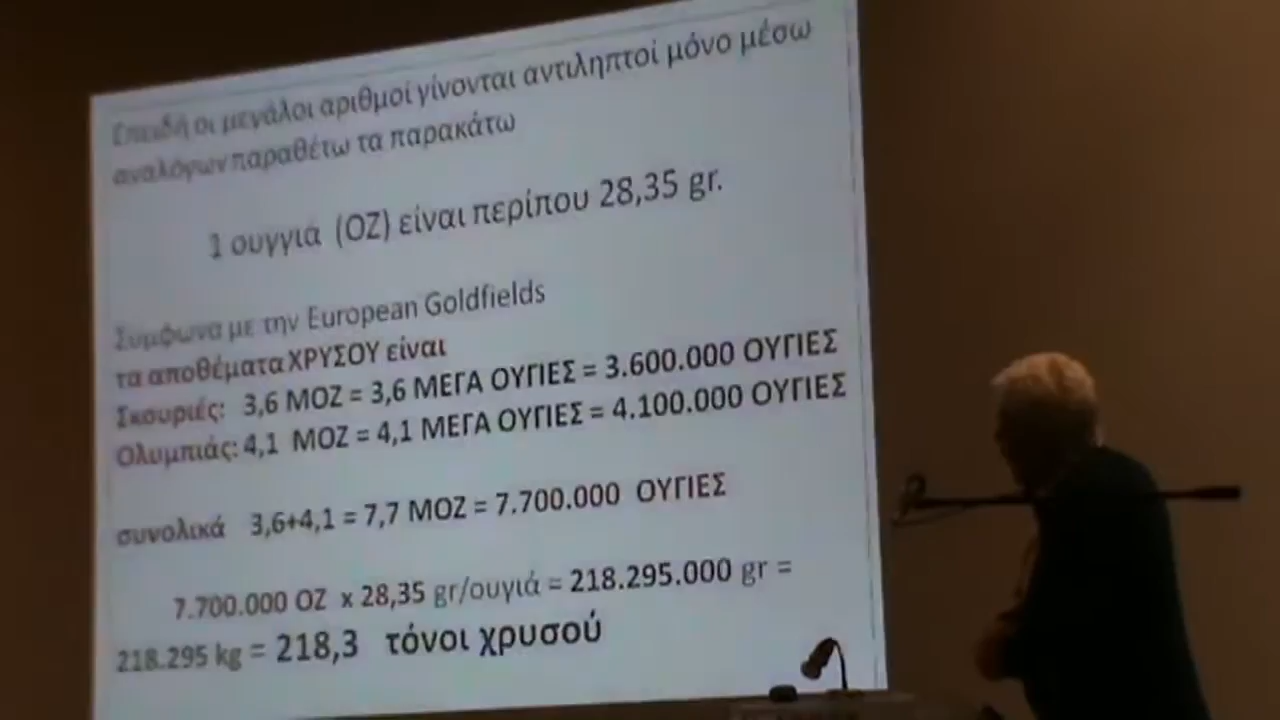 Επειδή οι μεγάλοι αριθμοί γίνονται αντιληπτοί μόνο μέσω
αναλόγων παραθέτω τα παρακάτω
1 ουγγιά (ΟΖ) είναι περίπου 28,35 gr.
Σύμφωνα με την European Goldfields
τα αποθέματα ΧΡΥΣΟΥ είναι
Σκουριές: 3,6 ΜΟΖ = 3,6 ΜΕΓΑ ΟΥΓΙΕΣ = 3.600.000 ΟΥΓΙΕΣ
Ολυμπιάς: 4,1 ΜΟΖ = 4,1 ΜΕΓΑ ΟΥΓΙΕΣ = 4.100.000 ΟΥΓΙΕΣ
συνολικά 3,6+4,1 = 7,7 ΜΟΖ = 7.700.000 ΟΥΓΙΕΣ
7.700.000 ΟΖ x 28,35 gr/ουγιά = 218.295.000 gr =
218.295 kg = 218,3 τόνοι χρυσού